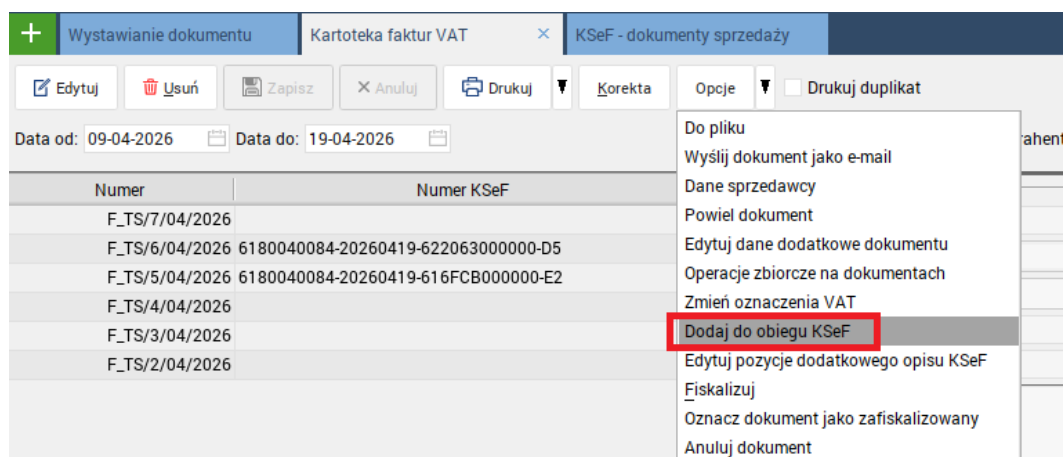 + Wystawianie dokumentu Kartoteka faktur VAT × KSeF - dokumenty sprzedaży
Edytuj Usuń Zapisz Anuluj Drukuj Korekta Opcje Drukuj duplikat
Data od: 09-04-2026 Data do: 19-04-2026
Numer Numer KSeF
F_TS/7/04/2026
F_TS/6/04/2026 6180040084-20260419-622063000000-D5
F_TS/5/04/2026 6180040084-20260419-616FCB000000-E2
F_TS/4/04/2026
F_TS/3/04/2026
F_TS/2/04/2026
Do pliku
Wyślij dokument jako e-mail
Dane sprzedawcy
Powiel dokument
Edytuj dane dodatkowe dokumentu
Operacje zbiorcze na dokumentach
Zmień oznaczenia VAT
Dodaj do obiegu KSeF
Edytuj pozycje dodatkowego opisu KSeF
Fiskalizuj
Oznacz dokument jako zafiskalizowany
Anuluj dokument